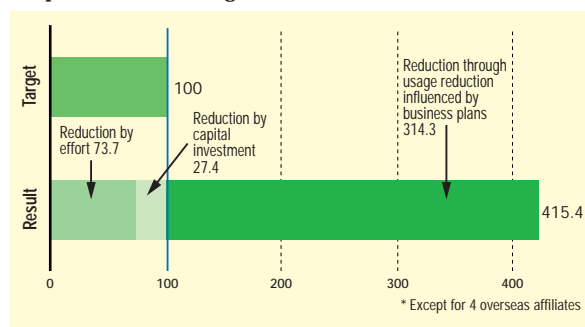 Target
100
Reduction by
effort 73.7
Reduction by
capital
investment
27.4
Reduction through
usage reduction
influenced by
business plans
314.3
Result
415.4
0
100
200
300
400
* Except for 4 overseas affiliates